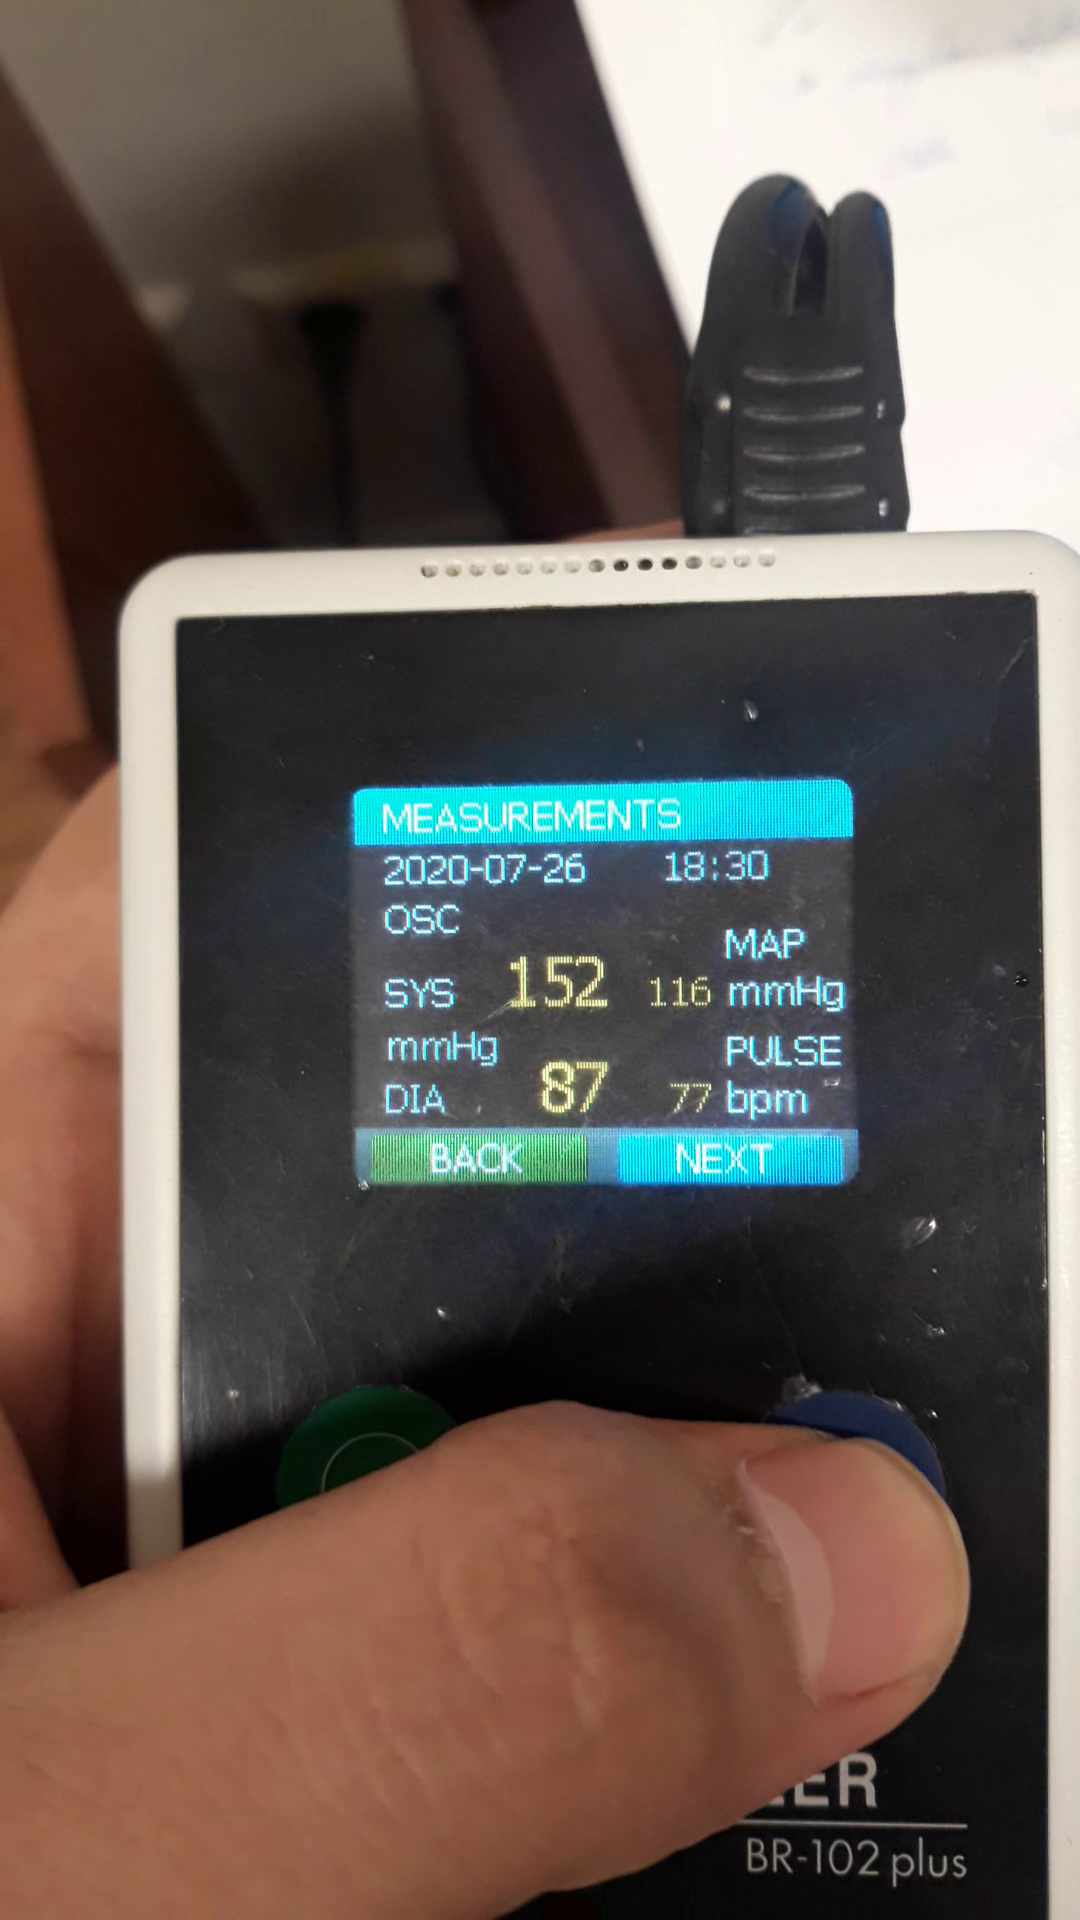 MEASUREMENTS
2020-07-26 18:30
OSC
MAP
SYS 152 116 mmHg
mmHg
PULSE
DIA 87 77 bpm
BACK NEXT
BR-102 plus